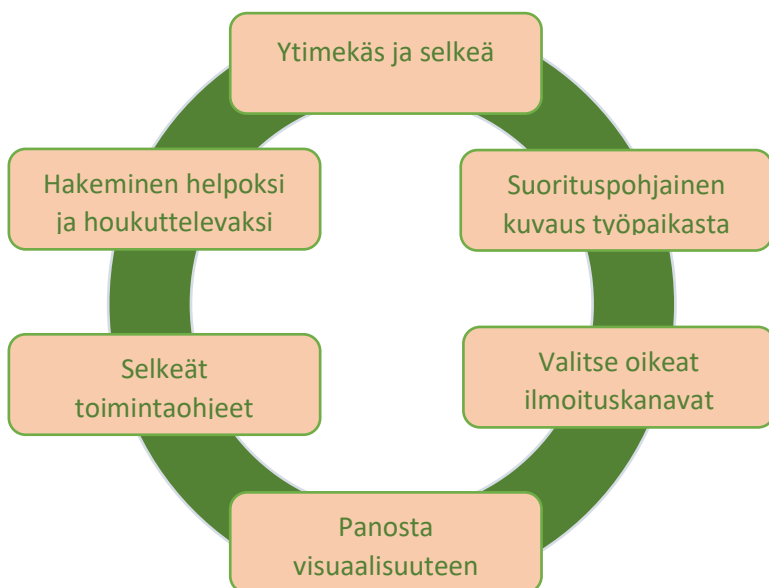 Ytimekäs ja selkeä
Suorituspohjainen
kuvaus työpaikasta
Valitse oikeat
ilmoituskanavat
Panosta
visuaalisuuteen
Selkeät
toimintaohjeet
Hakeminen helpoksi
ja houkuttelevaksi